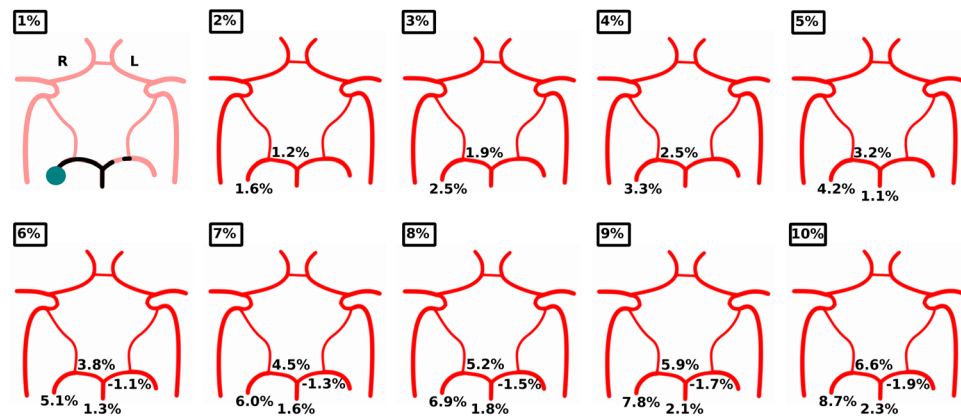 1% 2% 3% 4% 5%
R L
1.2% 1.9% 2.5% 3.2%
1.6% 2.5% 3.3% 4.2% 1.1%
6% 7% 8% 9% 10%
3.8% 4.5% 5.2% 5.9% 6.6%
-1.1% -1.3% -1.5% -1.7% -1.9%
5.1% 1.3% 6.0% 1.6% 6.9% 1.8% 7.8% 2.1% 8.7% 2.3%